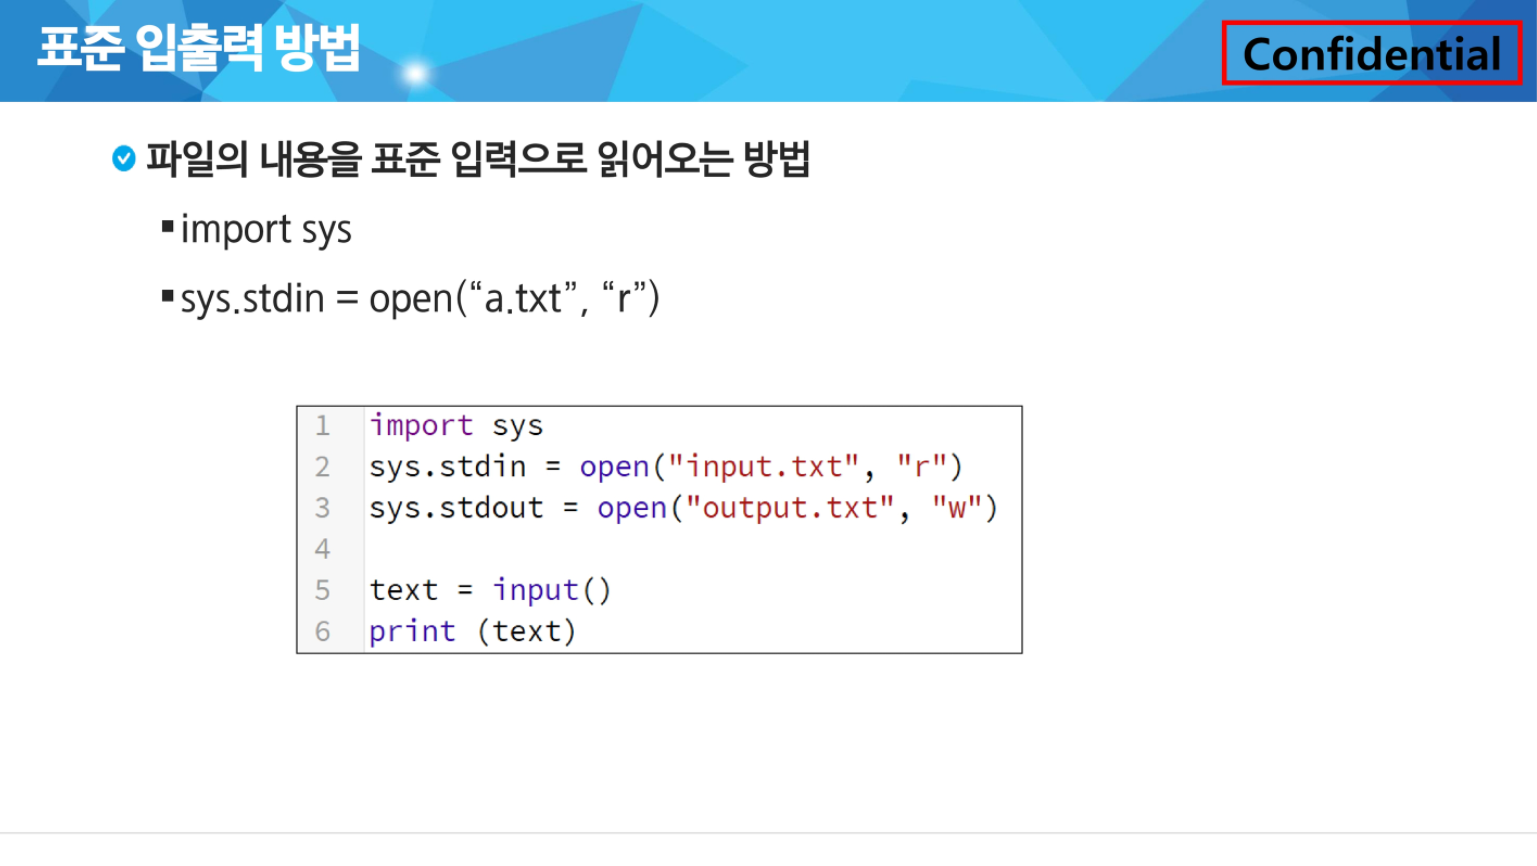 표준 입출력 방법
Confidential
파일의 내용을 표준 입력으로 읽어오는 방법
▪import sys
▪sys.stdin = open(“a.txt”, “r”)
1 import sys
2 sys.stdin = open("input.txt", "r")
3 sys.stdout = open("output.txt", "w")
4
5 text = input()
6 print (text)